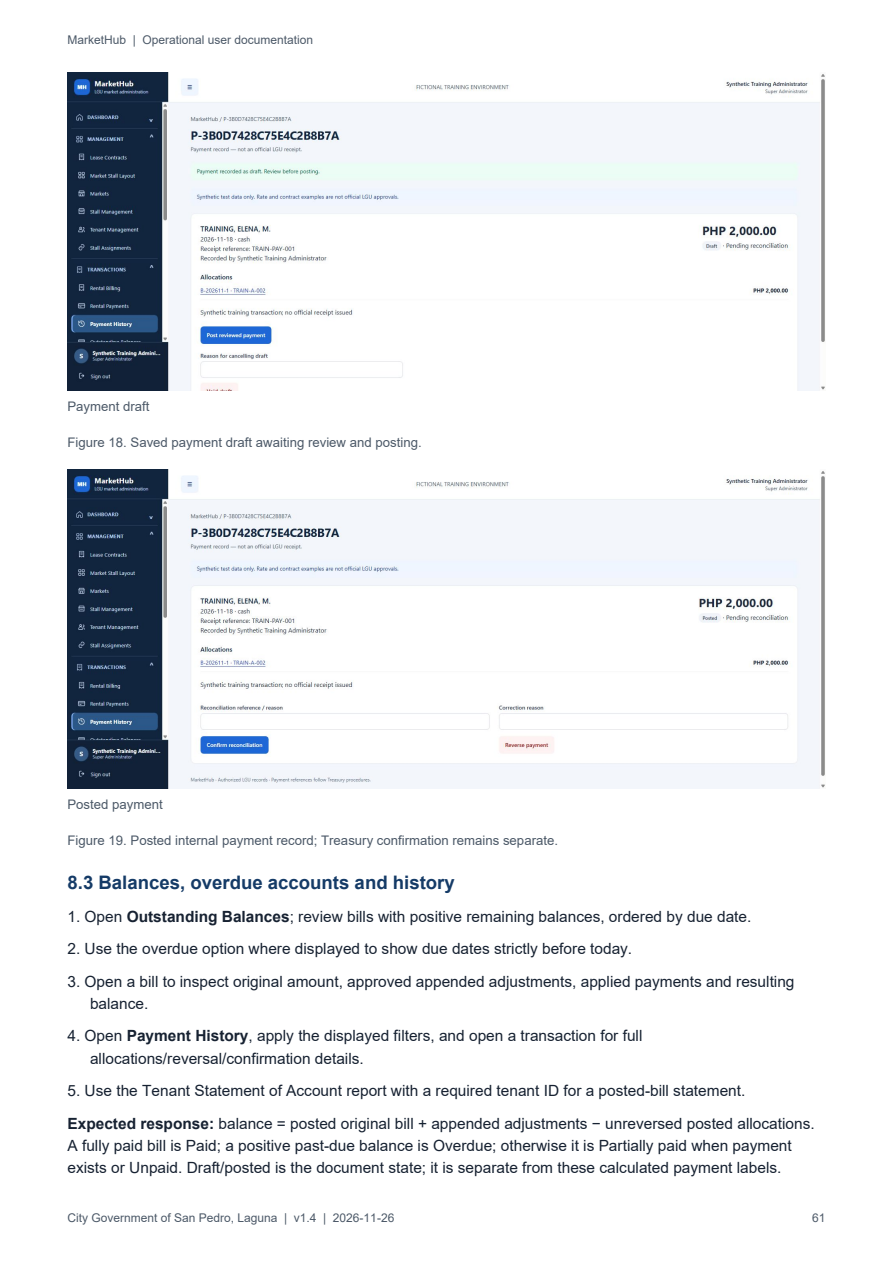 MarketHub | Operational user documentation
MH MarketHub
LGU market administration
≡
FICTIONAL TRAINING ENVIRONMENT
Synthetic Training Administrator
Super Administrator
DASHBOARD
MANAGEMENT
Lease Contracts
Market Stall Layout
Markets
Stall Management
Tenant Management
Stall Assignments
TRANSACTIONS
Rental Billing
Rental Payments
Payment History
S Synthetic Training Admini...
Super Administrator
Sign out
MarketHub / P-3B0D7428C75E4C2B8B7A
P-3B0D7428C75E4C2B8B7A
Payment record — not an official LGU receipt.
Payment recorded as draft. Review before posting.
Synthetic test data only. Rate and contract examples are not official LGU approvals.
TRAINING, ELENA, M.
2026-11-18 · cash
Receipt reference: TRAIN-PAY-001
Recorded by Synthetic Training Administrator
PHP 2,000.00
Draft · Pending reconciliation
Allocations
B-202611-1 · TRAIN-A-002 PHP 2,000.00
Synthetic training transaction; no official receipt issued
Post reviewed payment
Reason for cancelling draft
Payment draft
Figure 18. Saved payment draft awaiting review and posting.
MH MarketHub
LGU market administration
≡
FICTIONAL TRAINING ENVIRONMENT
Synthetic Training Administrator
Super Administrator
DASHBOARD
MANAGEMENT
Lease Contracts
Market Stall Layout
Markets
Stall Management
Tenant Management
Stall Assignments
TRANSACTIONS
Rental Billing
Rental Payments
Payment History
S Synthetic Training Admini...
Super Administrator
Sign out
MarketHub / P-3B0D7428C75E4C2B8B7A
P-3B0D7428C75E4C2B8B7A
Payment record — not an official LGU receipt.
Synthetic test data only. Rate and contract examples are not official LGU approvals.
TRAINING, ELENA, M.
2026-11-18 · cash
Receipt reference: TRAIN-PAY-001
Recorded by Synthetic Training Administrator
PHP 2,000.00
Posted · Pending reconciliation
Allocations
B-202611-1 · TRAIN-A-002 PHP 2,000.00
Synthetic training transaction; no official receipt issued
Reconciliation reference / reason
Correction reason
Confirm reconciliation
Reverse payment
MarketHub · Authorized LGU records · Payment references follow Treasury procedures.
Posted payment
Figure 19. Posted internal payment record; Treasury confirmation remains separate.
8.3 Balances, overdue accounts and history
1. Open Outstanding Balances; review bills with positive remaining balances, ordered by due date.
2. Use the overdue option where displayed to show due dates strictly before today.
3. Open a bill to inspect original amount, approved appended adjustments, applied payments and resulting
balance.
4. Open Payment History, apply the displayed filters, and open a transaction for full
allocations/reversal/confirmation details.
5. Use the Tenant Statement of Account report with a required tenant ID for a posted-bill statement.
Expected response: balance = posted original bill + appended adjustments − unreversed posted allocations.
A fully paid bill is Paid; a positive past-due balance is Overdue; otherwise it is Partially paid when payment
exists or Unpaid. Draft/posted is the document state; it is separate from these calculated payment labels.
City Government of San Pedro, Laguna | v1.4 | 2026-11-26
61